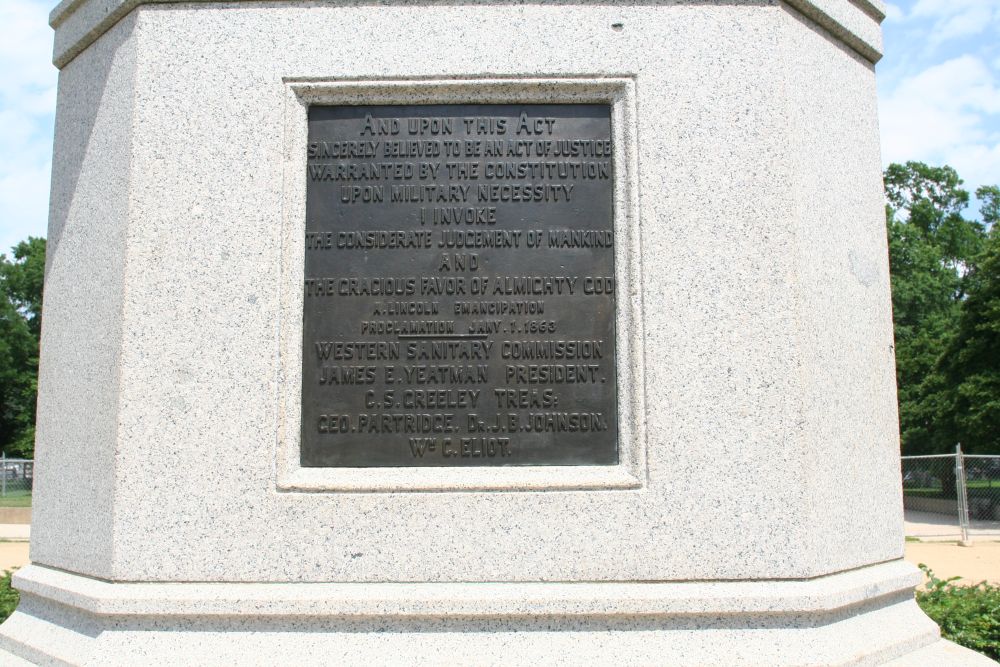 AND UPON THIS ACT
SINCERELY BELIEVED TO BE AN ACT OF JUSTICE
WARRANTED BY THE CONSTITUTION
UPON MILITARY NECESSITY
I INVOKE
THE CONSIDERATE JUDGEMENT OF MANKIND
AND
THE GRACIOUS FAVOR OF ALMIGHTY GOD
A. LINCOLN EMANCIPATION
PROCLAMATION JANY. 1. 1863
WESTERN SANITARY COMMISSION
JAMES E. YEATMAN PRESIDENT.
C. S. GREELEY TREAS:
GEO. PARTRIDGE. DR. J. B. JOHNSON.
WM C. ELIOT.